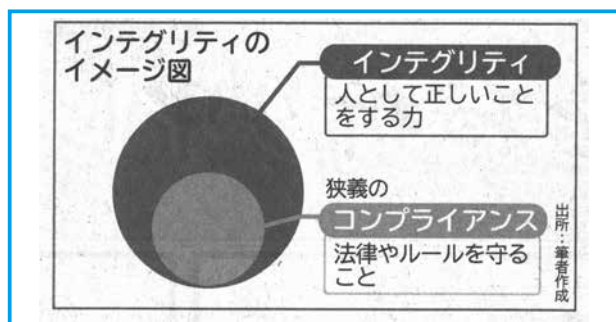 インテグリティの
イメージ図
インテグリティ
人として正しいこと
をする力
狭義の
コンプライアンス
法律やルールを守る
こと
出所：筆者作成